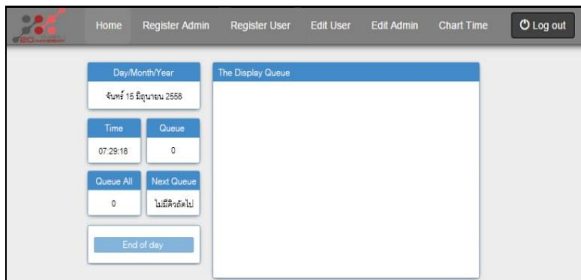 Home Register Admin Register User Edit User Edit Admin Chart Time Log out
Day/Month/Year
จันทร์ 15 มิถุนายน 2558
Time Queue
07:29:18 0
Queue All Next Queue
0 ไม่มีคิวถัดไป
End of day
The Display Queue